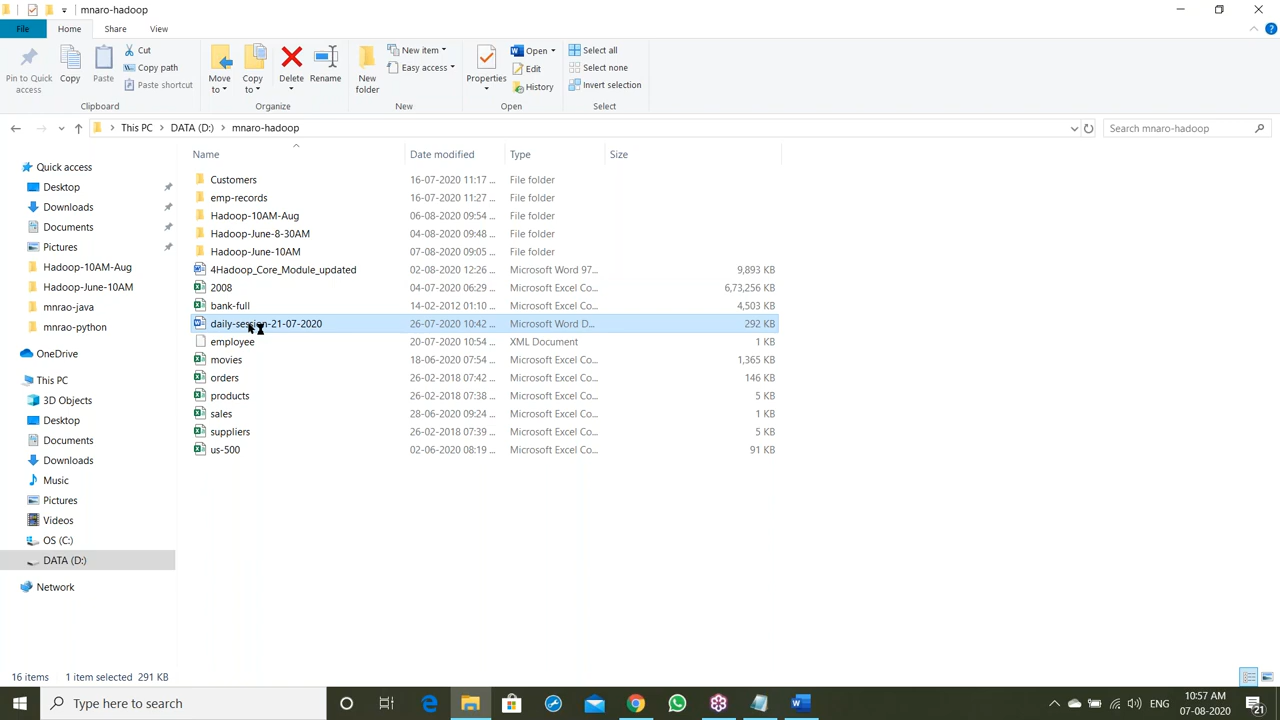 mnaro-hadoop
File Home Share View
Pin to Quick access
Copy
Paste
Cut
Copy path
Paste shortcut
Clipboard
Move to
Copy to
Delete
Rename
Organize
New folder
New item
Easy access
New
Properties
Open
Edit
History
Open
Select all
Select none
Invert selection
Select
This PC DATA (D:) mnaro-hadoop
Search mnaro-hadoop
Quick access
Desktop
Downloads
Documents
Pictures
Hadoop-10AM-Aug
Hadoop-June-10AM
mnrao-java
mnrao-python
OneDrive
This PC
3D Objects
Desktop
Documents
Downloads
Music
Pictures
Videos
OS (C:)
DATA (D:)
Network
Name Date modified Type Size
Customers 16-07-2020 11:17 ... File folder
emp-records 16-07-2020 11:27 ... File folder
Hadoop-10AM-Aug 06-08-2020 09:54 ... File folder
Hadoop-June-8-30AM 04-08-2020 09:48 ... File folder
Hadoop-June-10AM 07-08-2020 09:05 ... File folder
4Hadoop_Core_Module_updated 02-08-2020 12:26 ... Microsoft Word 97... 9,893 KB
2008 04-07-2020 06:29 ... Microsoft Excel Co... 6,73,256 KB
bank-full 14-02-2012 01:10 ... Microsoft Excel Co... 4,503 KB
daily-session-21-07-2020 26-07-2020 10:42 ... Microsoft Word D... 292 KB
employee 20-07-2020 10:54 ... XML Document 1 KB
movies 18-06-2020 07:54 ... Microsoft Excel Co... 1,365 KB
orders 26-02-2018 07:42 ... Microsoft Excel Co... 146 KB
products 26-02-2018 07:38 ... Microsoft Excel Co... 5 KB
sales 28-06-2020 09:24 ... Microsoft Excel Co... 1 KB
suppliers 26-02-2018 07:39 ... Microsoft Excel Co... 5 KB
us-500 02-06-2020 08:19 ... Microsoft Excel Co... 91 KB
16 items 1 item selected 291 KB
Type here to search
ENG
10:57 AM
07-08-2020
21